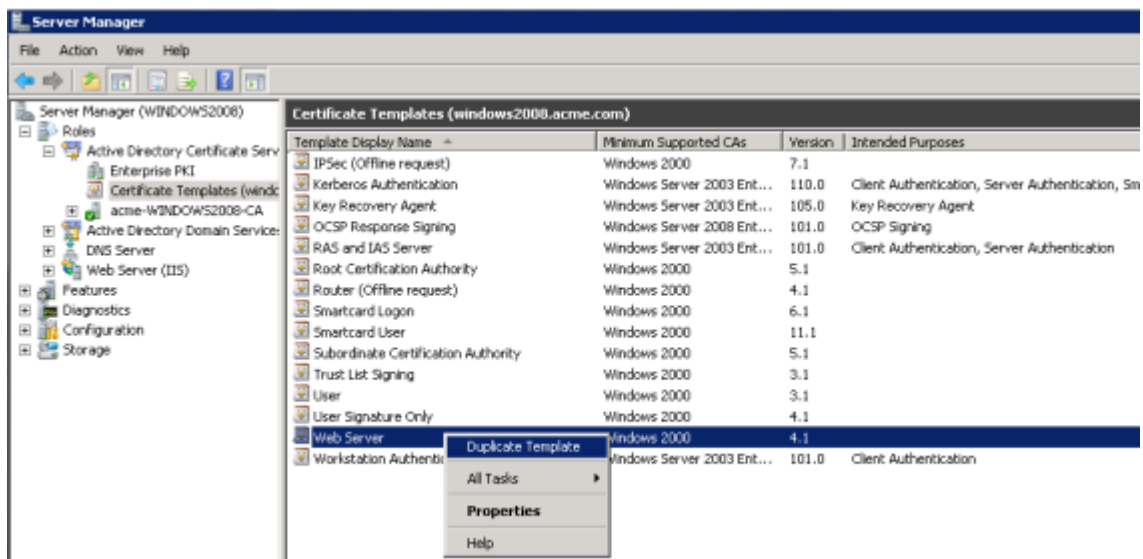 Server Manager
File Action View Help
Server Manager (WINDOWS2008)
Roles
Active Directory Certificate Serv
Enterprise PKI
Certificate Templates (windc
acme-WINDOWS2008-CA
Active Directory Domain Service
DNS Server
Web Server (IIS)
Features
Diagnostics
Configuration
Storage
Certificate Templates (windows2008.acme.com)
Template Display Name Minimum Supported CAs Version Intended Purposes
IPSec (Offline request) Windows 2000 7.1
Kerberos Authentication Windows Server 2003 Ent... 110.0 Client Authentication, Server Authentication, Sm
Key Recovery Agent Windows Server 2003 Ent... 105.0 Key Recovery Agent
OCSP Response Signing Windows Server 2008 Ent... 101.0 OCSP Signing
RAS and IAS Server Windows Server 2003 Ent... 101.0 Client Authentication, Server Authentication
Root Certification Authority Windows 2000 5.1
Router (Offline request) Windows 2000 4.1
Smartcard Logon Windows 2000 6.1
Smartcard User Windows 2000 11.1
Subordinate Certification Authority Windows 2000 5.1
Trust List Signing Windows 2000 3.1
User Windows 2000 3.1
User Signature Only Windows 2000 4.1
Web Server Windows 2000 4.1
Workstation Authentic Windows Server 2003 Ent... 101.0 Client Authentication
Duplicate Template
All Tasks
Properties
Help